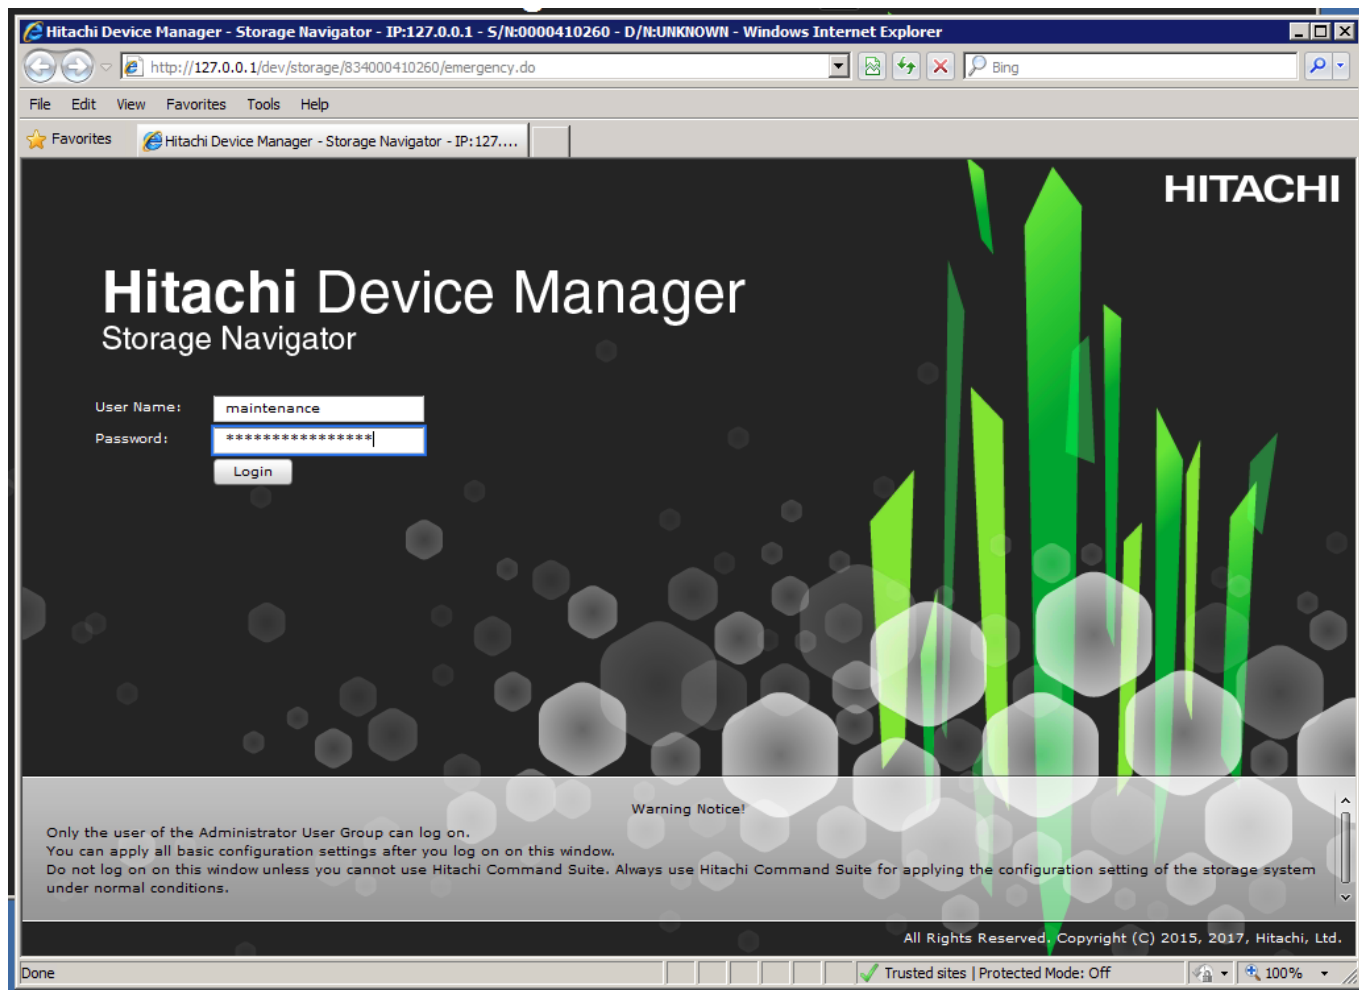 Hitachi Device Manager - Storage Navigator - IP:127.0.0.1 - S/N:0000410260 - D/N:UNKNOWN - Windows Internet Explorer
http://127.0.0.1/dev/storage/834000410260/emergency.do
Bing
File Edit View Favorites Tools Help
Favorites
Hitachi Device Manager - Storage Navigator - IP:127....
HITACHI
Hitachi Device Manager
Storage Navigator
User Name: maintenance
Password: ****************
Login
Warning Notice!
Only the user of the Administrator User Group can log on.
You can apply all basic configuration settings after you log on on this window.
Do not log on on this window unless you cannot use Hitachi Command Suite. Always use Hitachi Command Suite for applying the configuration setting of the storage system
under normal conditions.
All Rights Reserved. Copyright (C) 2015, 2017, Hitachi, Ltd.
Done
Trusted sites | Protected Mode: Off
100%